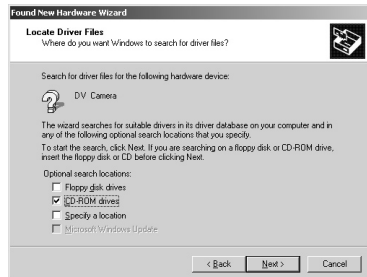 Found New Hardware Wizard
Locate Driver Files
Where do you want Windows to search for driver files?
Search for driver files for the following hardware device:
DV Camera
The wizard searches for suitable drivers in its driver database on your computer and in
any of the following optional search locations that you specify.
To start the search, click Next. If you are searching on a floppy disk or CD-ROM drive,
insert the floppy disk or CD before clicking Next.
Optional search locations:
Floppy disk drives
CD-ROM drives
Specify a location
Microsoft Windows Update
< Back Next > Cancel